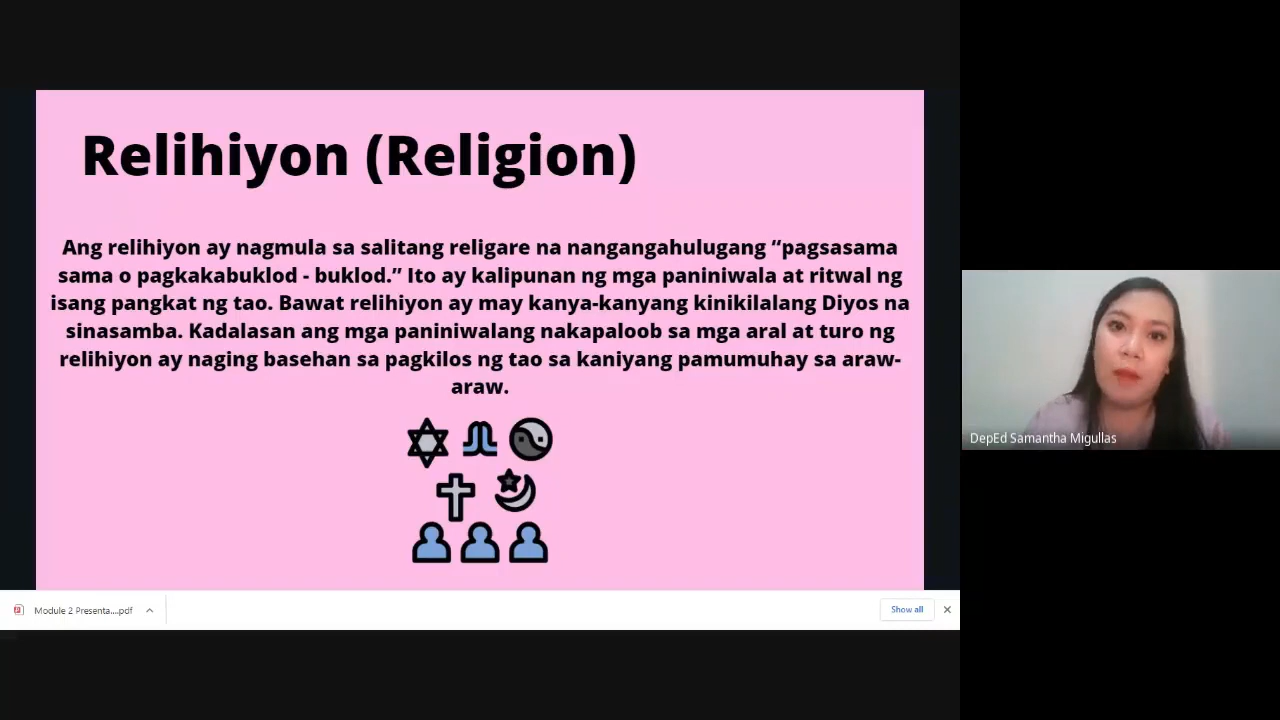 Relihiyon (Religion)
Ang relihiyon ay nagmula sa salitang religare na nangangahulugang “pagsasama
sama o pagkakabuklod - buklod.” Ito ay kalipunan ng mga paniniwala at ritwal ng
isang pangkat ng tao. Bawat relihiyon ay may kanya-kanyang kinikilalang Diyos na
sinasamba. Kadalasan ang mga paniniwalang nakapaloob sa mga aral at turo ng
relihiyon ay naging basehan sa pagkilos ng tao sa kaniyang pamumuhay sa araw-
araw.
DepEd Samantha Migullas
Module 2 Presenta....pdf
Show all